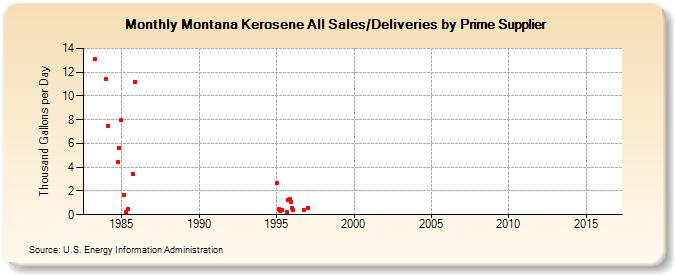 Monthly Montana Kerosene All Sales/Deliveries by Prime Supplier
Thousand Gallons per Day
14
12
10
8
6
4
2
0
1985 1990 1995 2000 2005 2010 2015
Source: U.S. Energy Information Administration